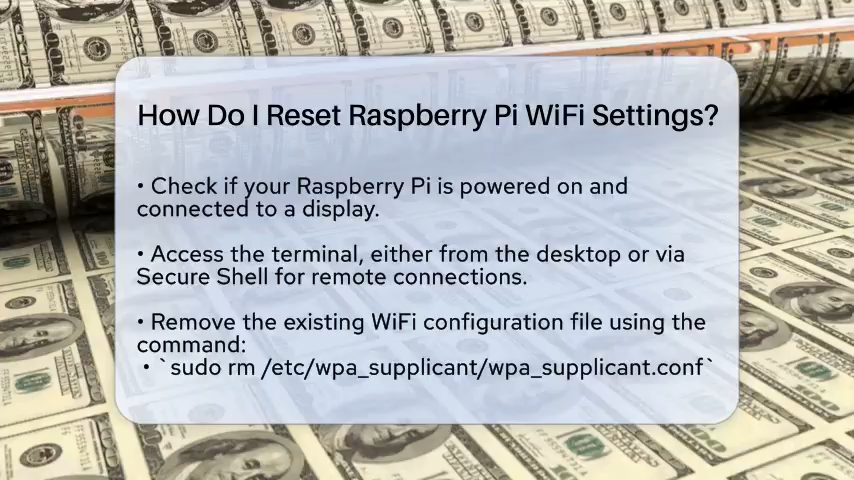 How Do I Reset Raspberry Pi WiFi Settings?
• Check if your Raspberry Pi is powered on and
connected to a display.
• Access the terminal, either from the desktop or via
Secure Shell for remote connections.
• Remove the existing WiFi configuration file using the
command:
• `sudo rm /etc/wpa_supplicant/wpa_supplicant.conf`